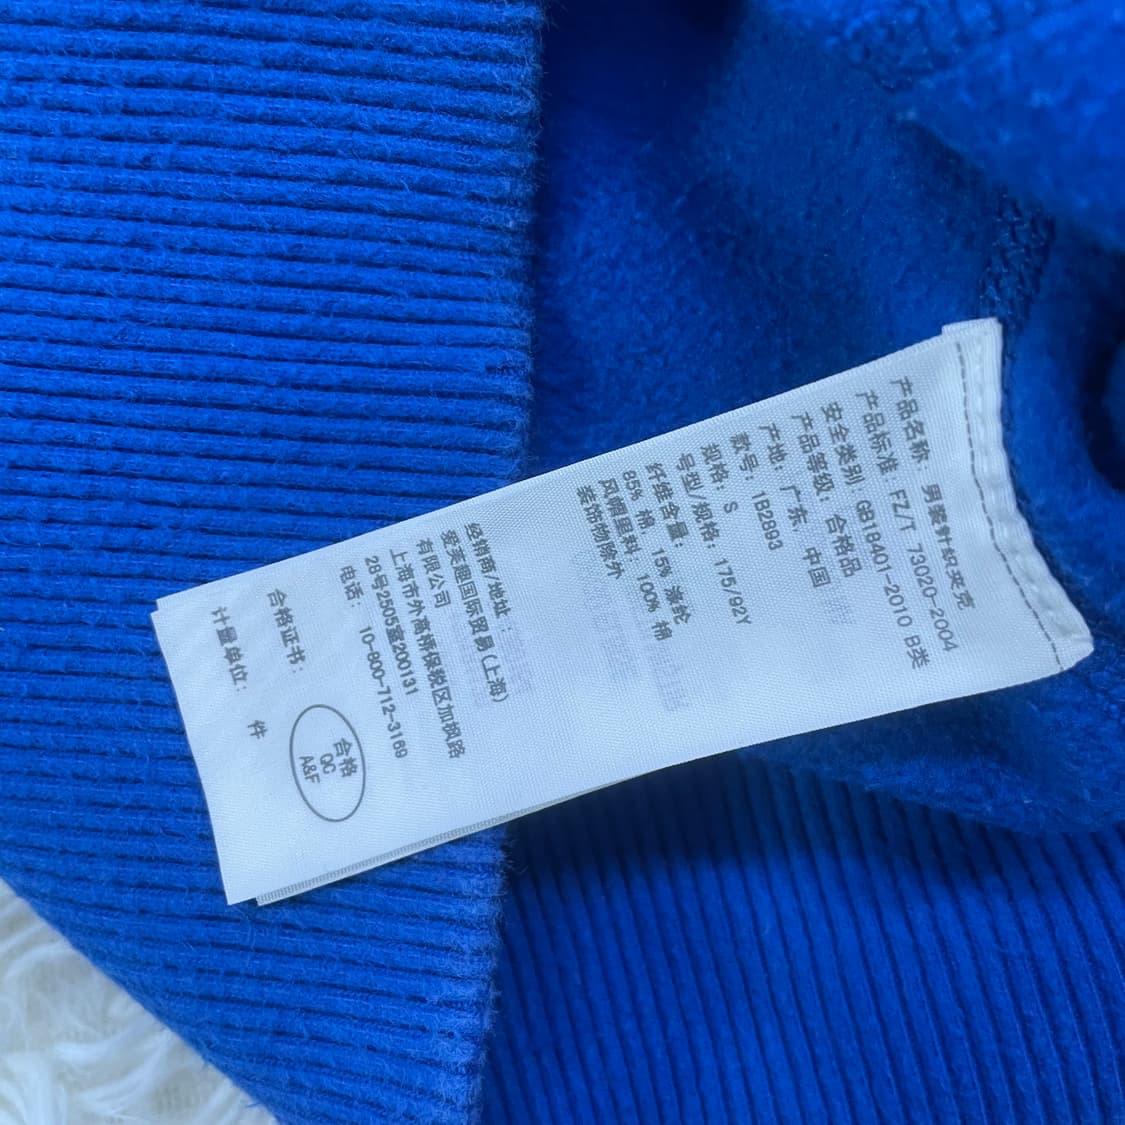 产品名称: 男装针织夹克
产品标准: FZ/T 73020-2004
安全类别: GB18401-2010 B类
产品等级: 合格品
产地: 广东 中国
款号: 1B2893
规格: S
号型/规格: 175/92Y
纤维含量:
85% 棉 15% 涤纶
风帽里料: 100% 棉
装饰物除外
经销商/地址:
爱芙趣国际贸易(上海)
有限公司
上海市外高桥保税区加枫路
26号2505室200131
电话: 10-800-712-3169
合格证书:
合格
QC
A&F
计量单位: 件